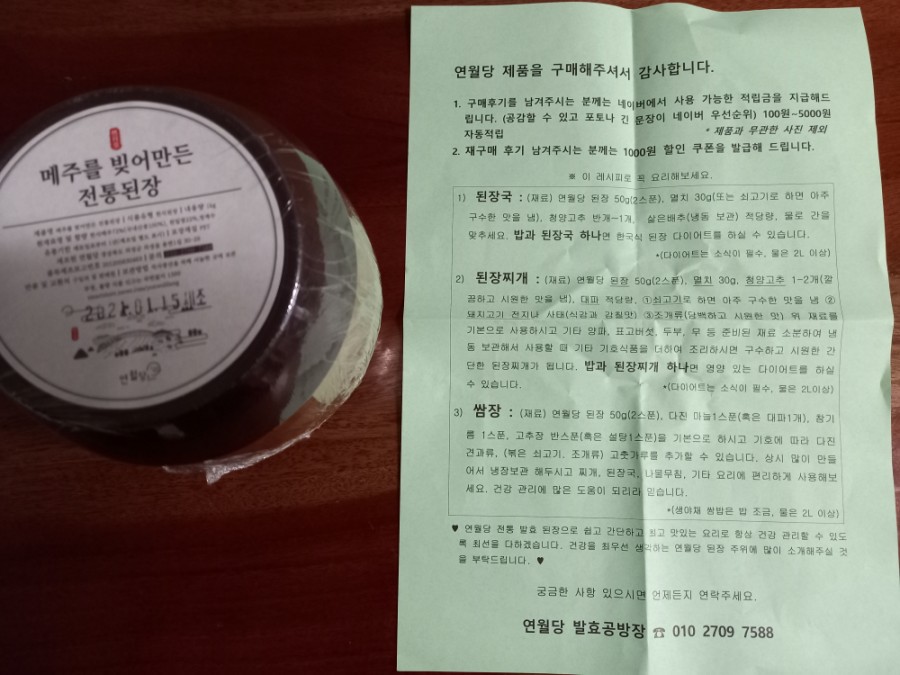 메주를 빚어만든
전통된장
2024.01.15 제조
연월당
연월당 제품을 구매해주셔서 감사합니다.
1. 구매후기를 남겨주시는 분께는 네이버에서 사용 가능한 적립금을 지급해드
립니다. (공감할 수 있고 포토나 긴 문장이 네이버 우선순위) 100원~5000원
자동적립 * 제품과 무관한 사진 제외
2. 재구매 후기 남겨주시는 분께는 1000원 할인 쿠폰을 발급해 드립니다.
※ 이 레시피로 꼭 요리해보세요.
1) 된장국 : (재료) 연월당 된장 50g(2스푼), 멸치 30g(또는 쇠고기로 하면 아주
구수한 맛을 냄), 청양고추 반개~1개, 삶은배추(냉동 보관) 적당량, 물로 간을
맞추세요. 밥과 된장국 하나면 한국식 된장 다이어트를 하실 수 있습니다.
*(다이어트는 소식이 필수, 물은 2L 이상)
2) 된장찌개 : (재료) 연월당 된장 50g(2스푼), 멸치 30g, 청양고추 1~2개(깔
끔하고 시원한 맛을 냄), 대파 적당량, ①쇠고기로 하면 아주 구수한 맛을 냄 ②
돼지고기 전지나 사태(식감과 감칠맛) ③조개류(담백하고 시원한 맛) 위 재료를
기본으로 사용하시고 기타 양파, 표고버섯, 두부, 무 등 준비된 재료 소분하여 냉
동 보관해서 사용할 때 기타 기호식품을 더하여 조리하시면 구수하고 시원한 간
단한 된장찌개가 됩니다. 밥과 된장찌개 하나면 영양 있는 다이어트를 하실
수 있습니다. *(다이어트는 소식이 필수, 물은 2L이상)
3) 쌈장 : (재료) 연월당 된장 50g(2스푼), 다진 마늘1스푼(혹은 대파1개), 참기
름 1스푼, 고추장 반스푼(혹은 설탕1스푼)을 기본으로 하시고 기호에 따라 다진
견과류, (볶은 쇠고기. 조개류) 고춧가루를 추가할 수 있습니다. 상시 많이 만들
어서 냉장보관 해두시고 찌개, 된장국, 나물무침, 기타 요리에 편리하게 사용해보
세요. 건강 관리에 많은 도움이 되리라 믿습니다.
*(생야채 쌈밥은 밥 조금, 물은 2L 이상)
♥ 연월당 전통 발효 된장으로 쉽고 간단하고 최고 맛있는 요리로 항상 건강 관리할 수 있도
록 최선을 다하겠습니다. 건강을 최우선 생각하는 연월당 된장 주위에 많이 소개해주실 것
을 부탁드립니다. ♥
궁금한 사항 있으시면 언제든지 연락주세요.
연월당 발효공방장 ☎ 010 2709 7588